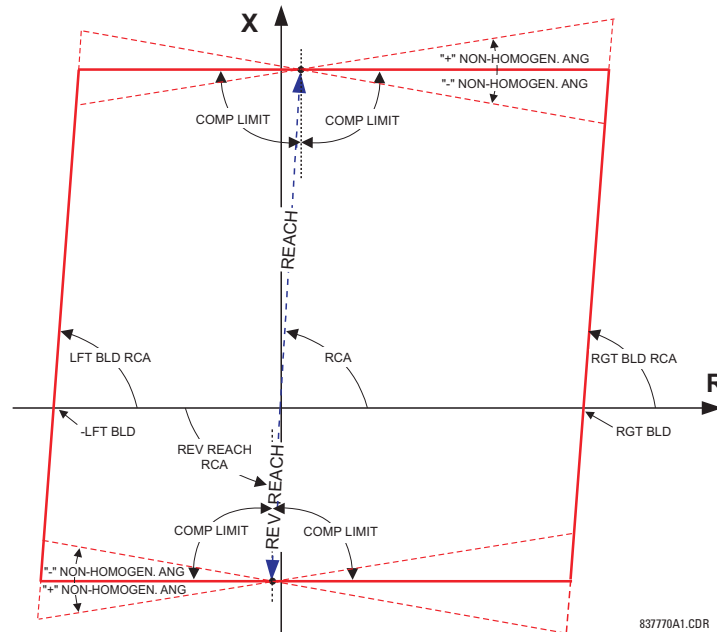 X
"+" NON-HOMOGEN. ANG
"-" NON-HOMOGEN. ANG
COMP LIMIT
COMP LIMIT
REACH
LFT BLD RCA
RCA
RGT BLD RCA
R
-LFT BLD
REV REACH
RCA
RGT BLD
REV REACH
COMP LIMIT
COMP LIMIT
"-" NON-HOMOGEN. ANG
"+" NON-HOMOGEN. ANG
837770A1.CDR